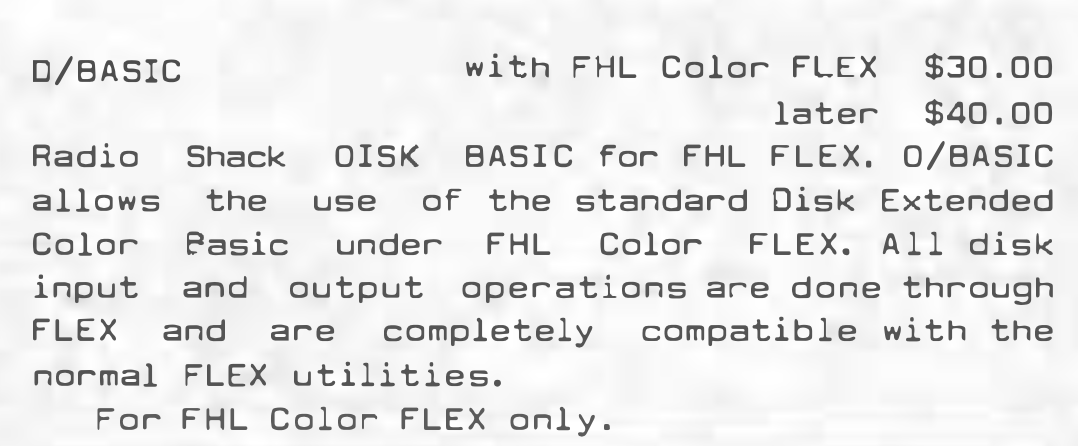 D/BASIC with FHL Color FLEX $30.00
later $40.00
Radio Shack DISK BASIC for FHL FLEX. D/BASIC
allows the use of the standard Disk Extended
Color Basic under FHL Color FLEX. All disk
input and output operations are done through
FLEX and are completely compatible with the
normal FLEX utilities.
For FHL Color FLEX only.